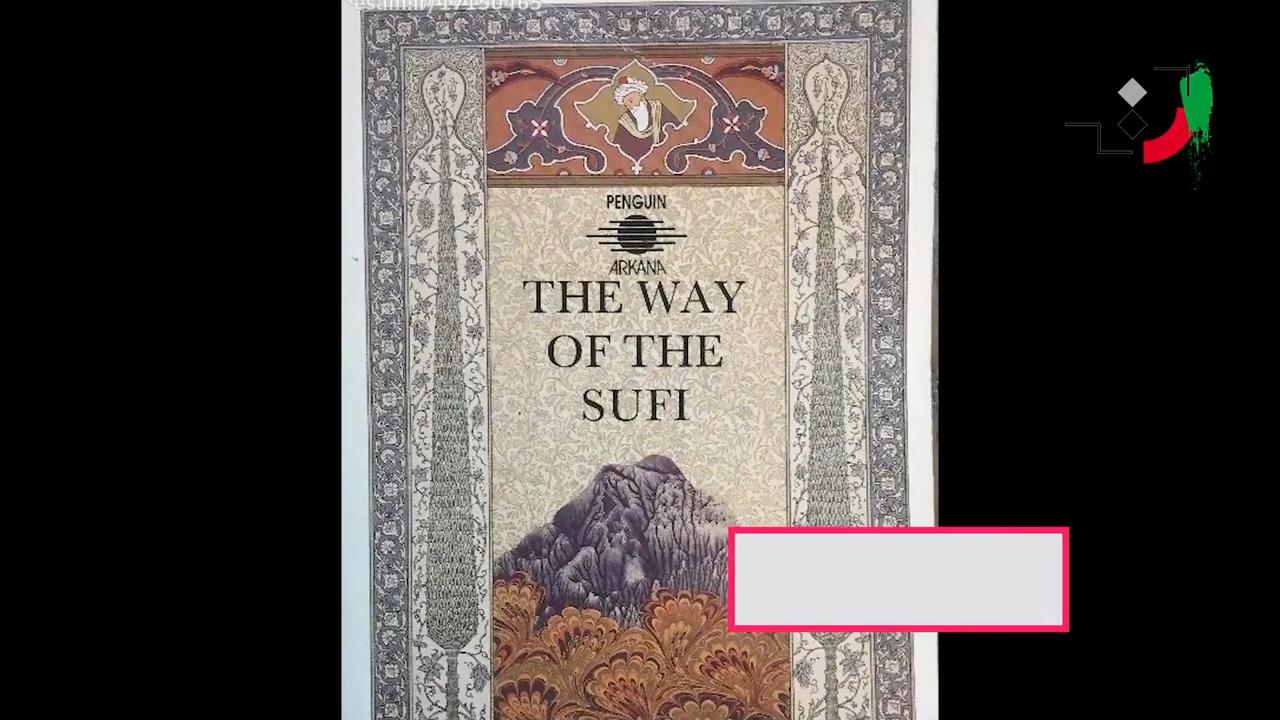 PENGUIN
ARKANA
THE WAY
OF THE
SUFI